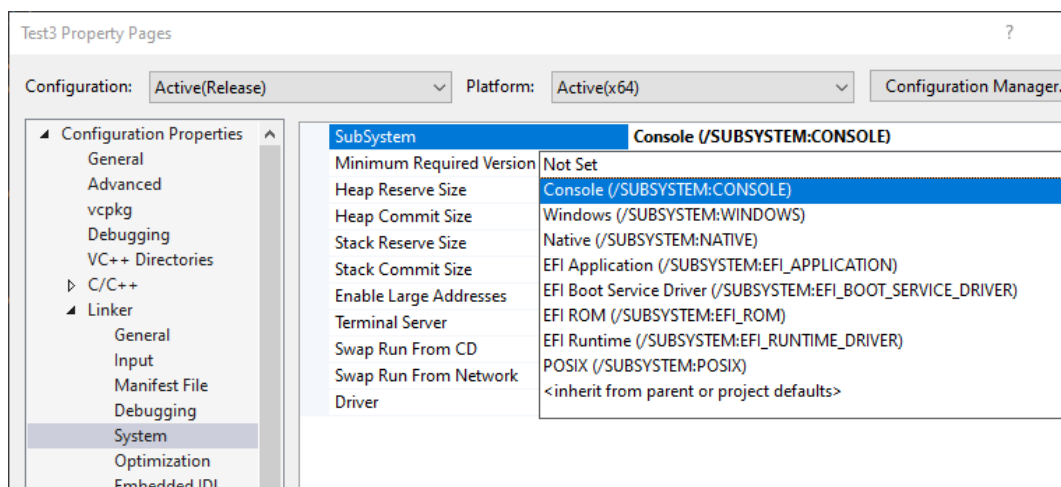 Test3 Property Pages ?
Configuration: Active(Release) Platform: Active(x64) Configuration Manager.
Configuration Properties
General
Advanced
vcpkg
Debugging
VC++ Directories
C/C++
Linker
General
Input
Manifest File
Debugging
System
Optimization
Embedded IDL
SubSystem Console (/SUBSYSTEM:CONSOLE)
Minimum Required Version
Heap Reserve Size
Heap Commit Size
Stack Reserve Size
Stack Commit Size
Enable Large Addresses
Terminal Server
Swap Run From CD
Swap Run From Network
Driver
Not Set
Console (/SUBSYSTEM:CONSOLE)
Windows (/SUBSYSTEM:WINDOWS)
Native (/SUBSYSTEM:NATIVE)
EFI Application (/SUBSYSTEM:EFI_APPLICATION)
EFI Boot Service Driver (/SUBSYSTEM:EFI_BOOT_SERVICE_DRIVER)
EFI ROM (/SUBSYSTEM:EFI_ROM)
EFI Runtime (/SUBSYSTEM:EFI_RUNTIME_DRIVER)
POSIX (/SUBSYSTEM:POSIX)
<inherit from parent or project defaults>